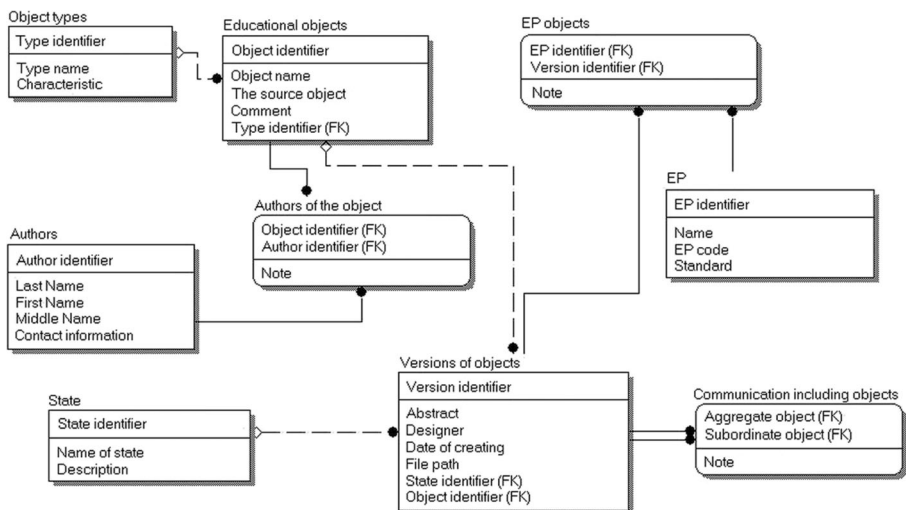 Object types
Type identifier
Type name
Characteristic
Educational objects
Object identifier
Object name
The source object
Comment
Type identifier (FK)
EP objects
EP identifier (FK)
Version identifier (FK)
Note
EP
EP identifier
Name
EP code
Standard
Authors of the object
Object identifier (FK)
Author identifier (FK)
Note
Authors
Author identifier
Last Name
First Name
Middle Name
Contact information
Versions of objects
Version identifier
Abstract
Designer
Date of creating
File path
State identifier (FK)
Object identifier (FK)
State
State identifier
Name of state
Description
Communication including objects
Aggregate object (FK)
Subordinate object (FK)
Note